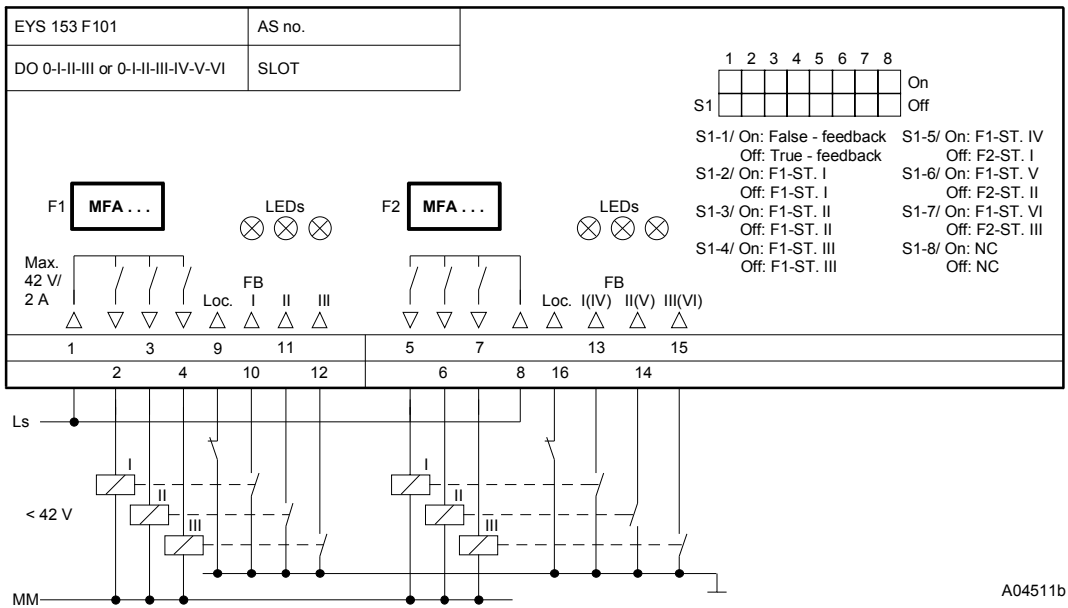 EYS 153 F101 AS no.
DO 0-I-II-III or 0-I-II-III-IV-V-VI SLOT
1 2 3 4 5 6 7 8
On
S1 Off
S1-1/ On: False - feedback S1-5/ On: F1-ST. IV
Off: True - feedback Off: F2-ST. I
S1-2/ On: F1-ST. I S1-6/ On: F1-ST. V
Off: F1-ST. I Off: F2-ST. II
S1-3/ On: F1-ST. II S1-7/ On: F1-ST. VI
Off: F1-ST. II Off: F2-ST. III
S1-4/ On: F1-ST. III S1-8/ On: NC
Off: F1-ST. III Off: NC
F1 MFA . . . LEDs F2 MFA . . . LEDs
Max.
42 V/
2 A
FB FB
Loc. I II III Loc. I(IV) II(V) III(VI)
1 3 9 11 5 7 13 15
2 4 10 12 6 8 16 14
Ls
I I
II II
< 42 V
III III
MM
A04511b